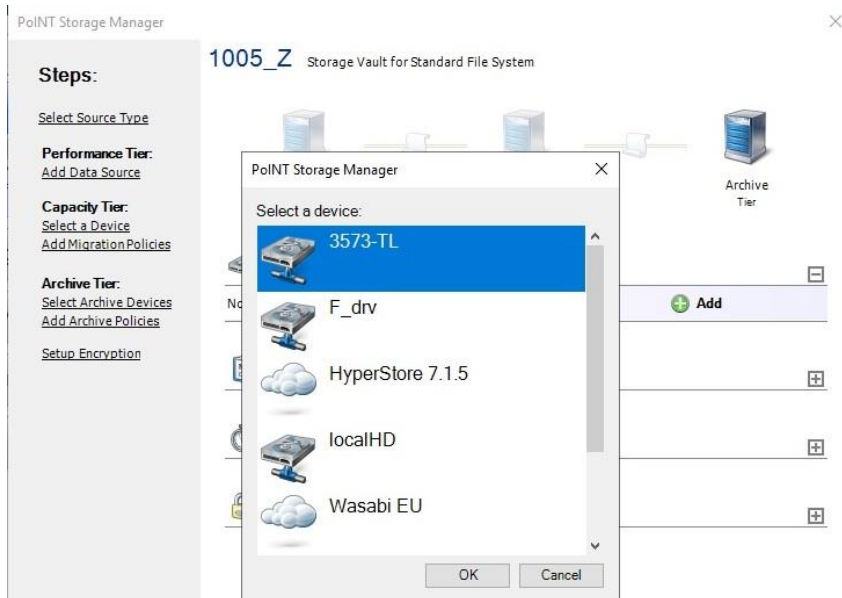 PoINT Storage Manager
Steps:
Select Source Type
Performance Tier:
Add Data Source
Capacity Tier:
Select a Device
Add Migration Policies
Archive Tier:
Select Archive Devices
Add Archive Policies
Setup Encryption
1005_Z Storage Vault for Standard File System
Archive
Tier
Add
PoINT Storage Manager
Select a device:
3573-TL
F_drv
HyperStore 7.1.5
localHD
Wasabi EU
OK Cancel